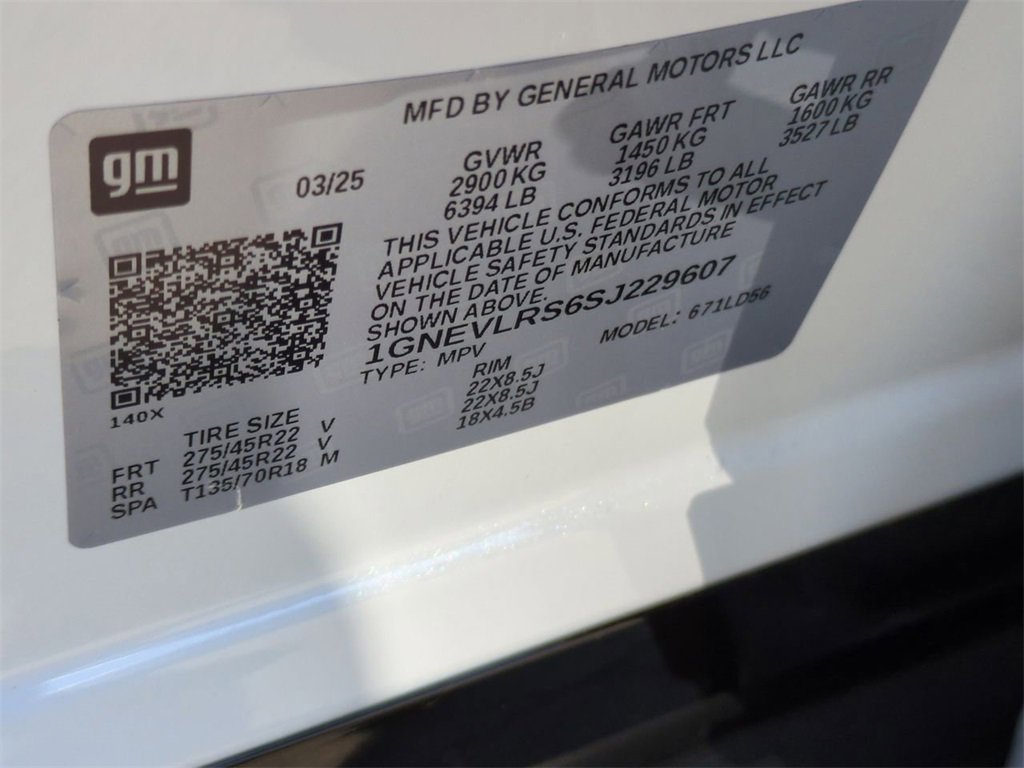 MFD BY GENERAL MOTORS LLC
gm
03/25
GVWR GAWR FRT GAWR RR
2900 KG 1450 KG 1600 KG
6394 LB 3196 LB 3527 LB
THIS VEHICLE CONFORMS TO ALL
APPLICABLE U.S. FEDERAL MOTOR
VEHICLE SAFETY STANDARDS IN EFFECT
ON THE DATE OF MANUFACTURE
SHOWN ABOVE.
1GNEVLRS6SJ229607
TYPE: MPV MODEL: 671LD56
140X
TIRE SIZE RIM
FRT 275/45R22 V 22X8.5J
RR 275/45R22 V 22X8.5J
SPA T135/70R18 M 18X4.5B